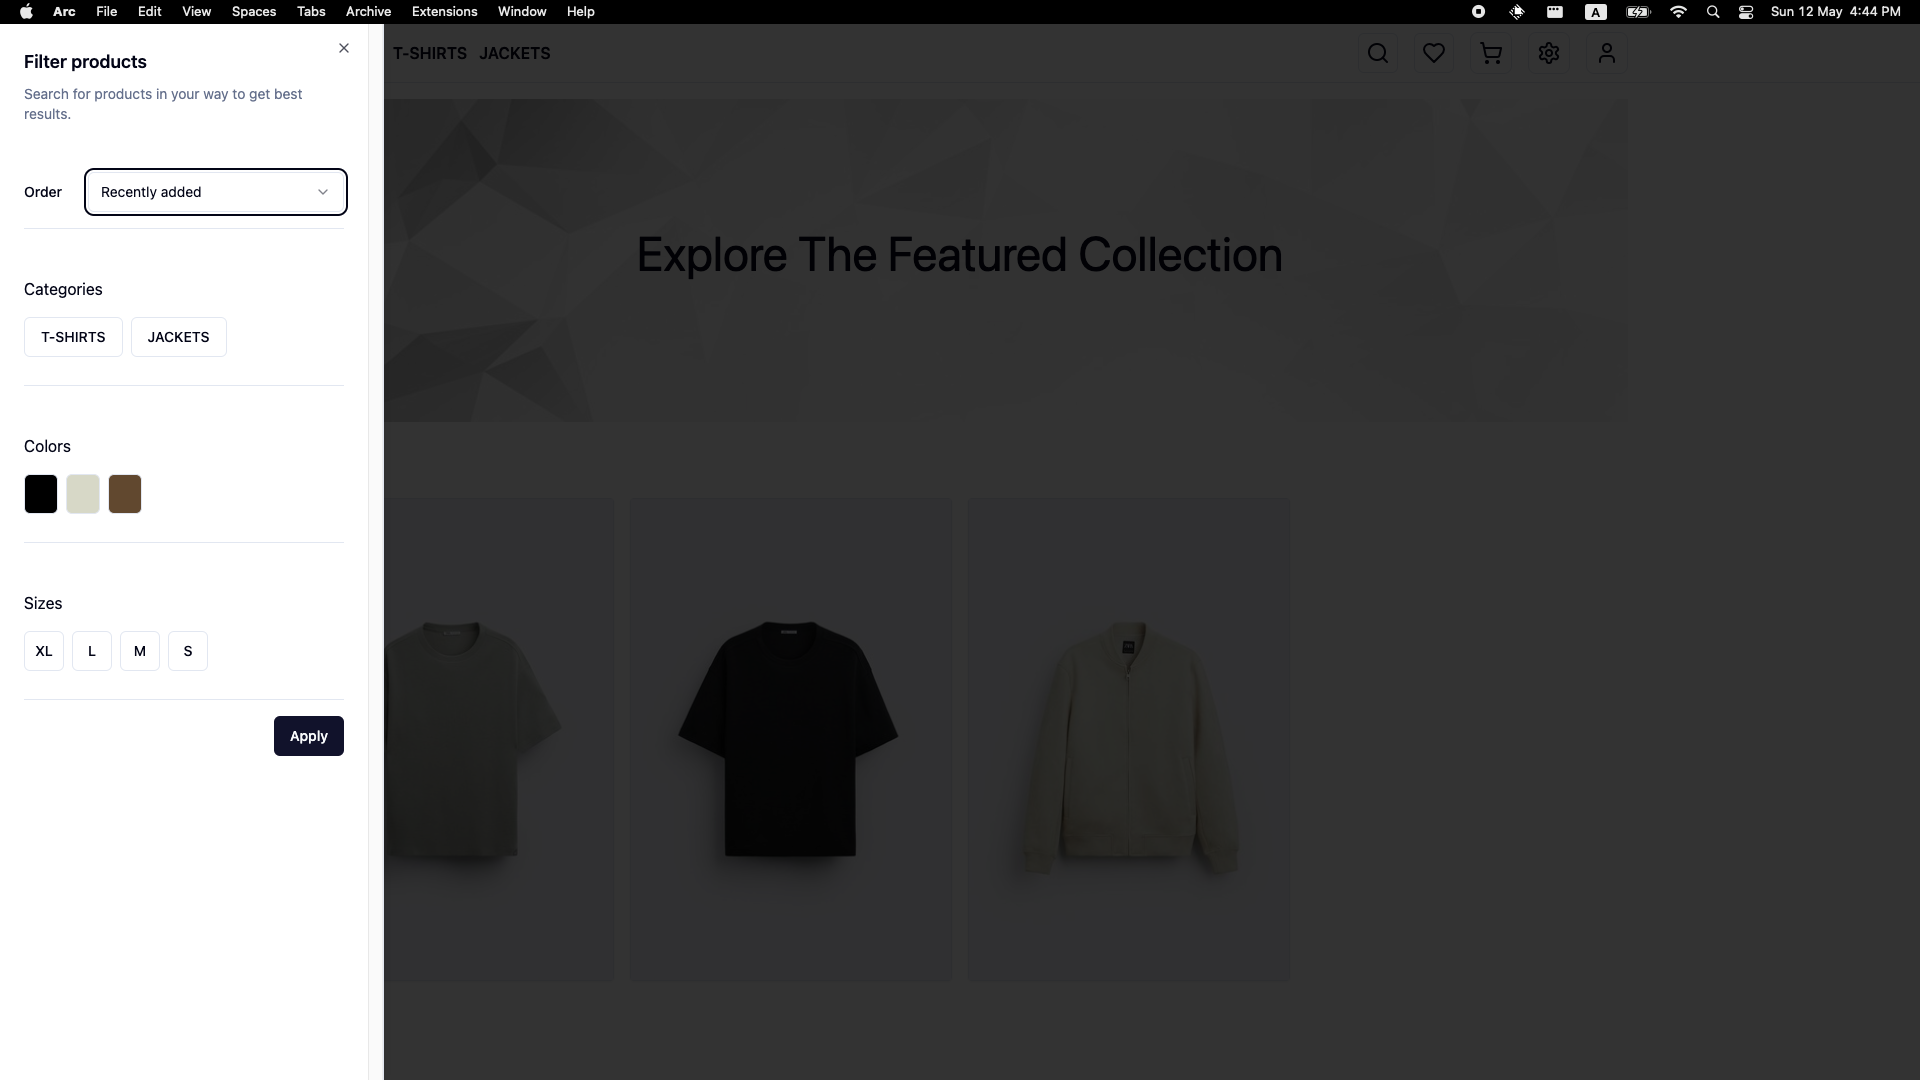 Arc File Edit View Spaces Tabs Archive Extensions Window Help A Sun 12 May 4:44 PM
Filter products
Search for products in your way to get best
results.
T-SHIRTS JACKETS
Order Recently added
Explore The Featured Collection
Categories
T-SHIRTS JACKETS
Colors
Sizes
XL L M S
Apply